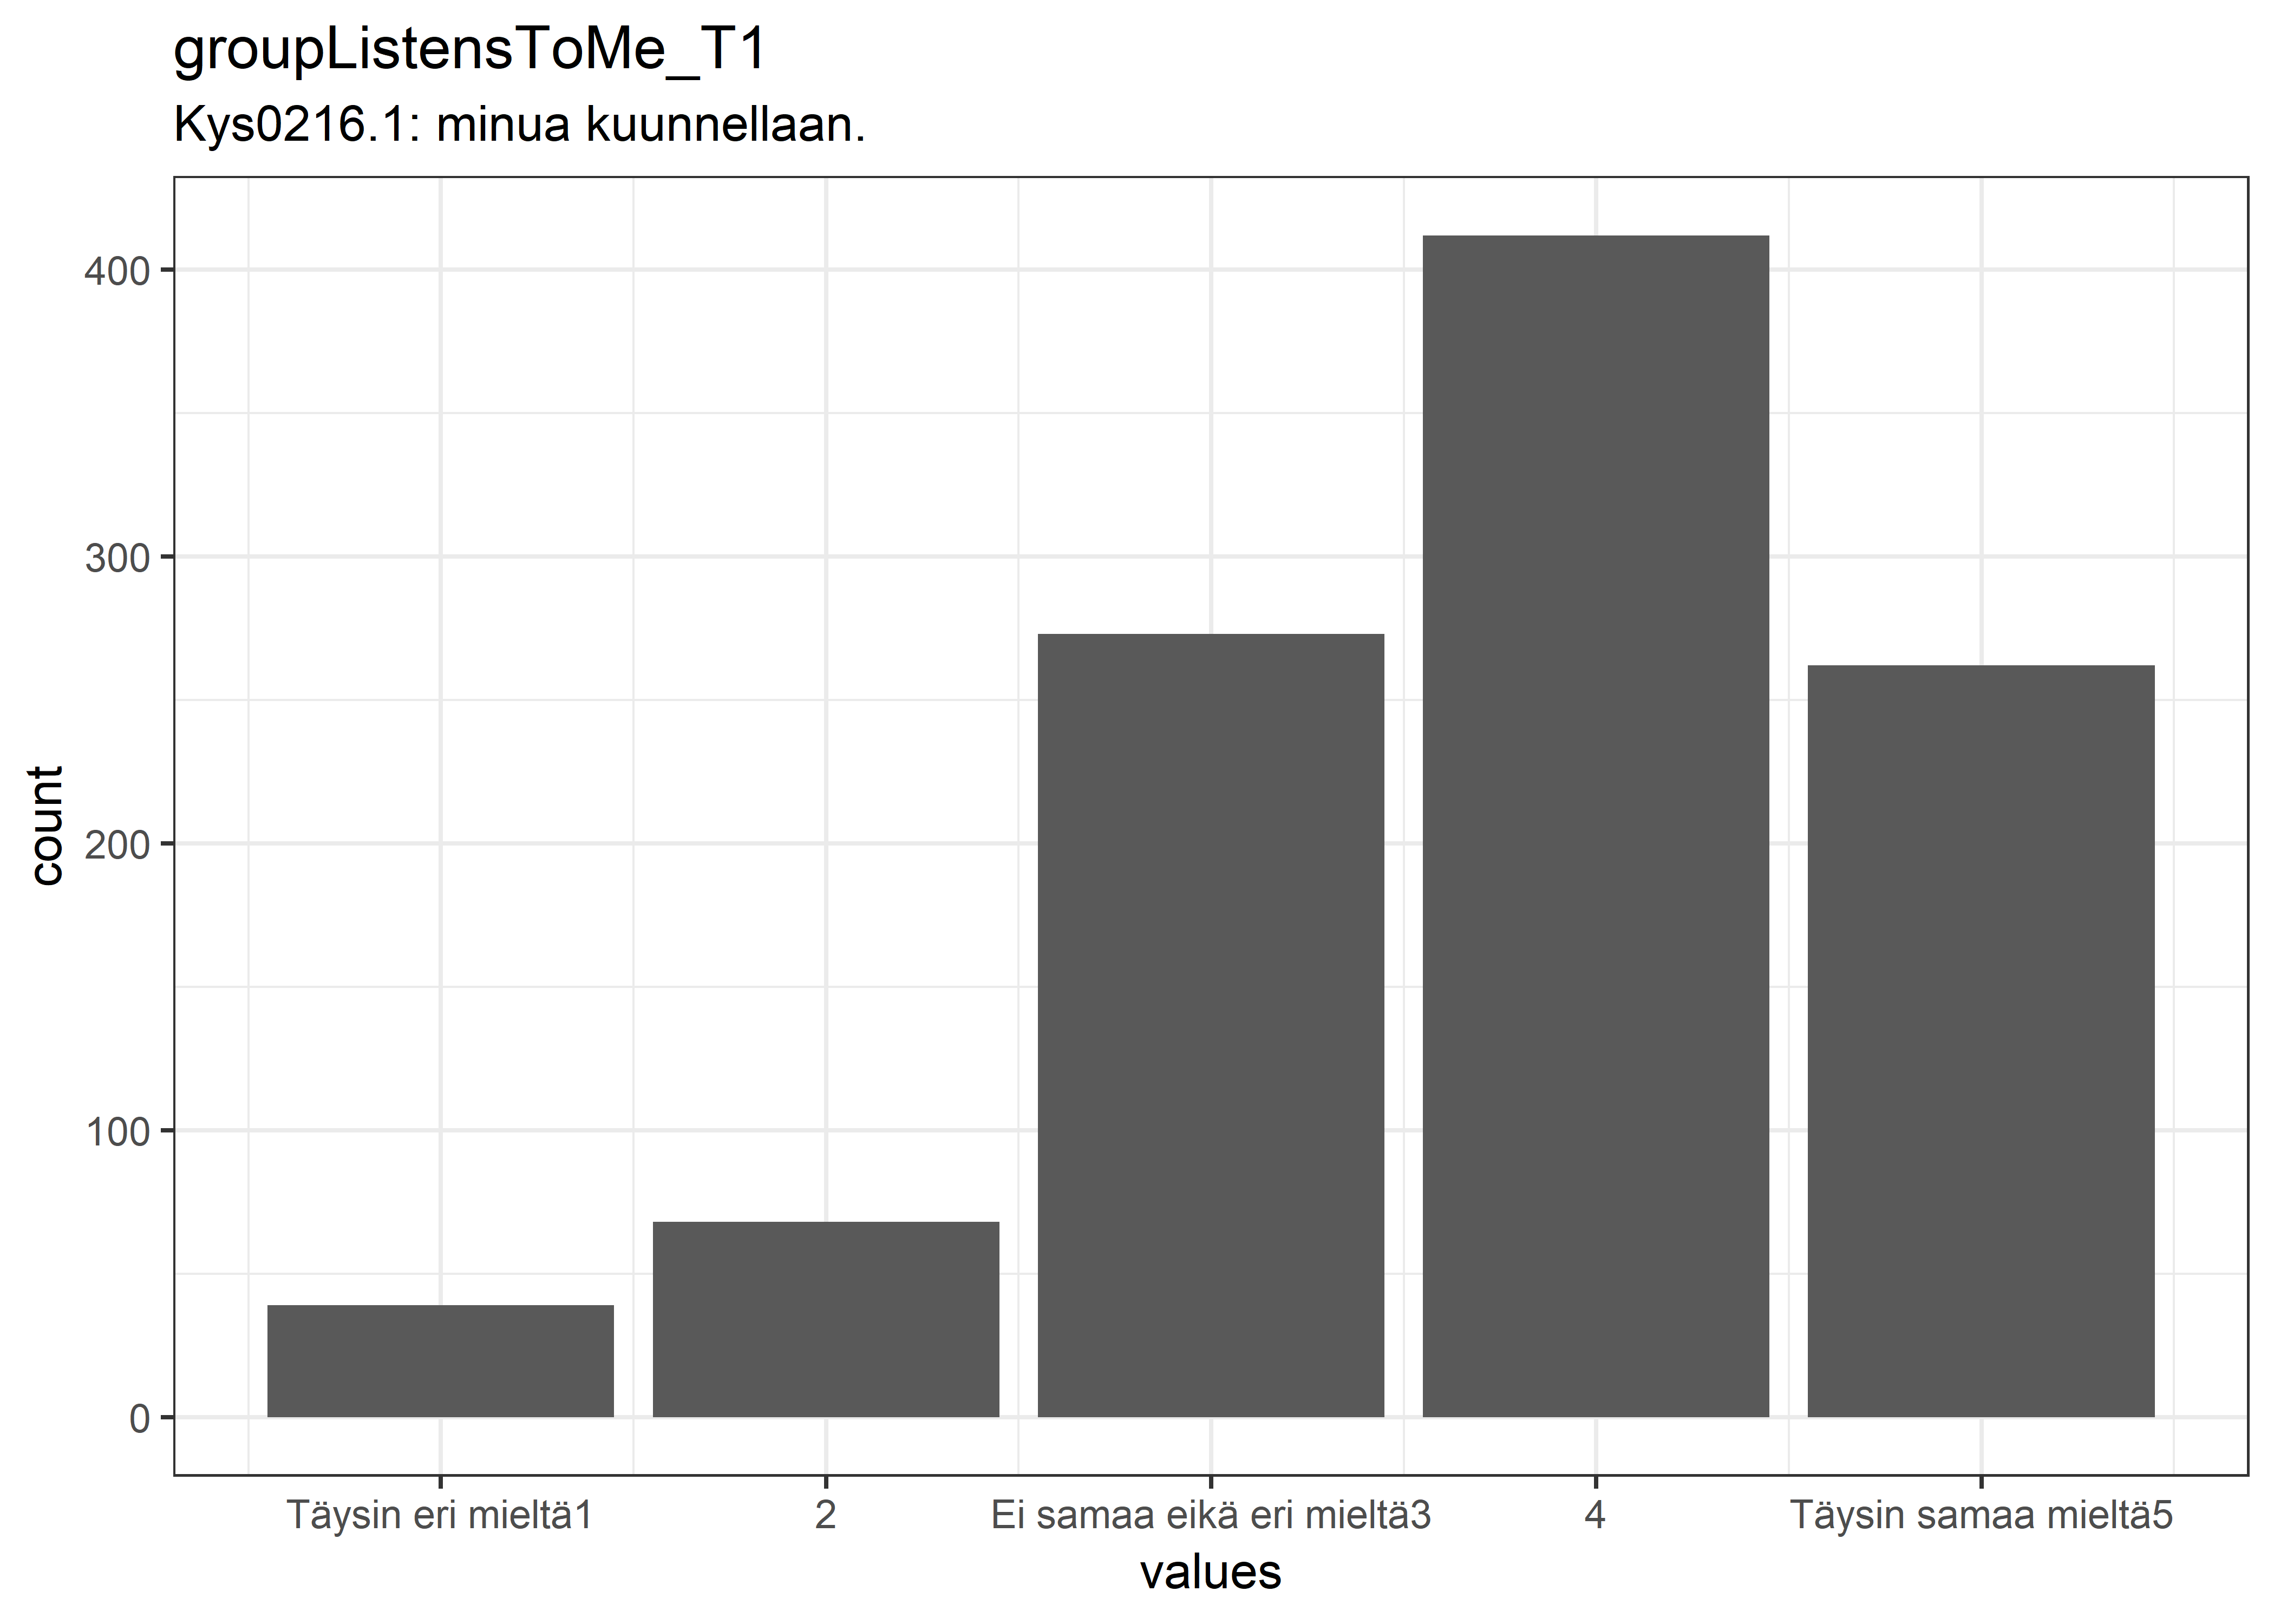 groupListensToMe_T1
Kys0216.1: minua kuunnellaan.
400
300
200
100
0
count
Täysin eri mieltä1
2
Ei samaa eikä eri mieltä3
4
Täysin samaa mieltä5
values